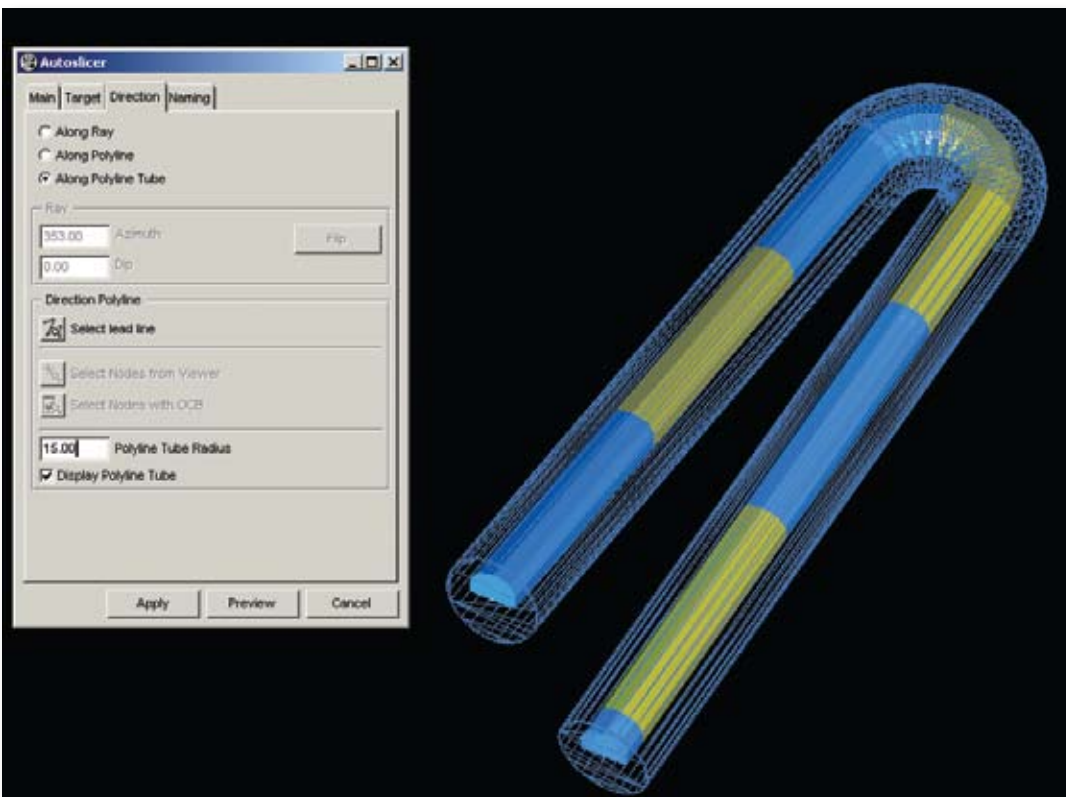 Autoslicer
Main Target Direction Naming
Along Ray
Along Polyline
Along Polyline Tube
Ray
353.00 Azimuth Flip
0.00 Dip
Direction Polyline
Select lead line
Select Nodes from Viewer
Select Nodes with OCB
15.00 Polyline Tube Radius
Display Polyline Tube
Apply Preview Cancel